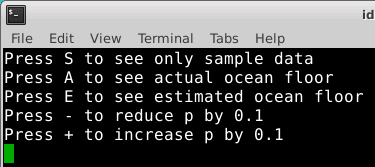 id
File Edit View Terminal Tabs Help
Press S to see only sample data
Press A to see actual ocean floor
Press E to see estimated ocean floor
Press - to reduce p by 0.1
Press + to increase p by 0.1